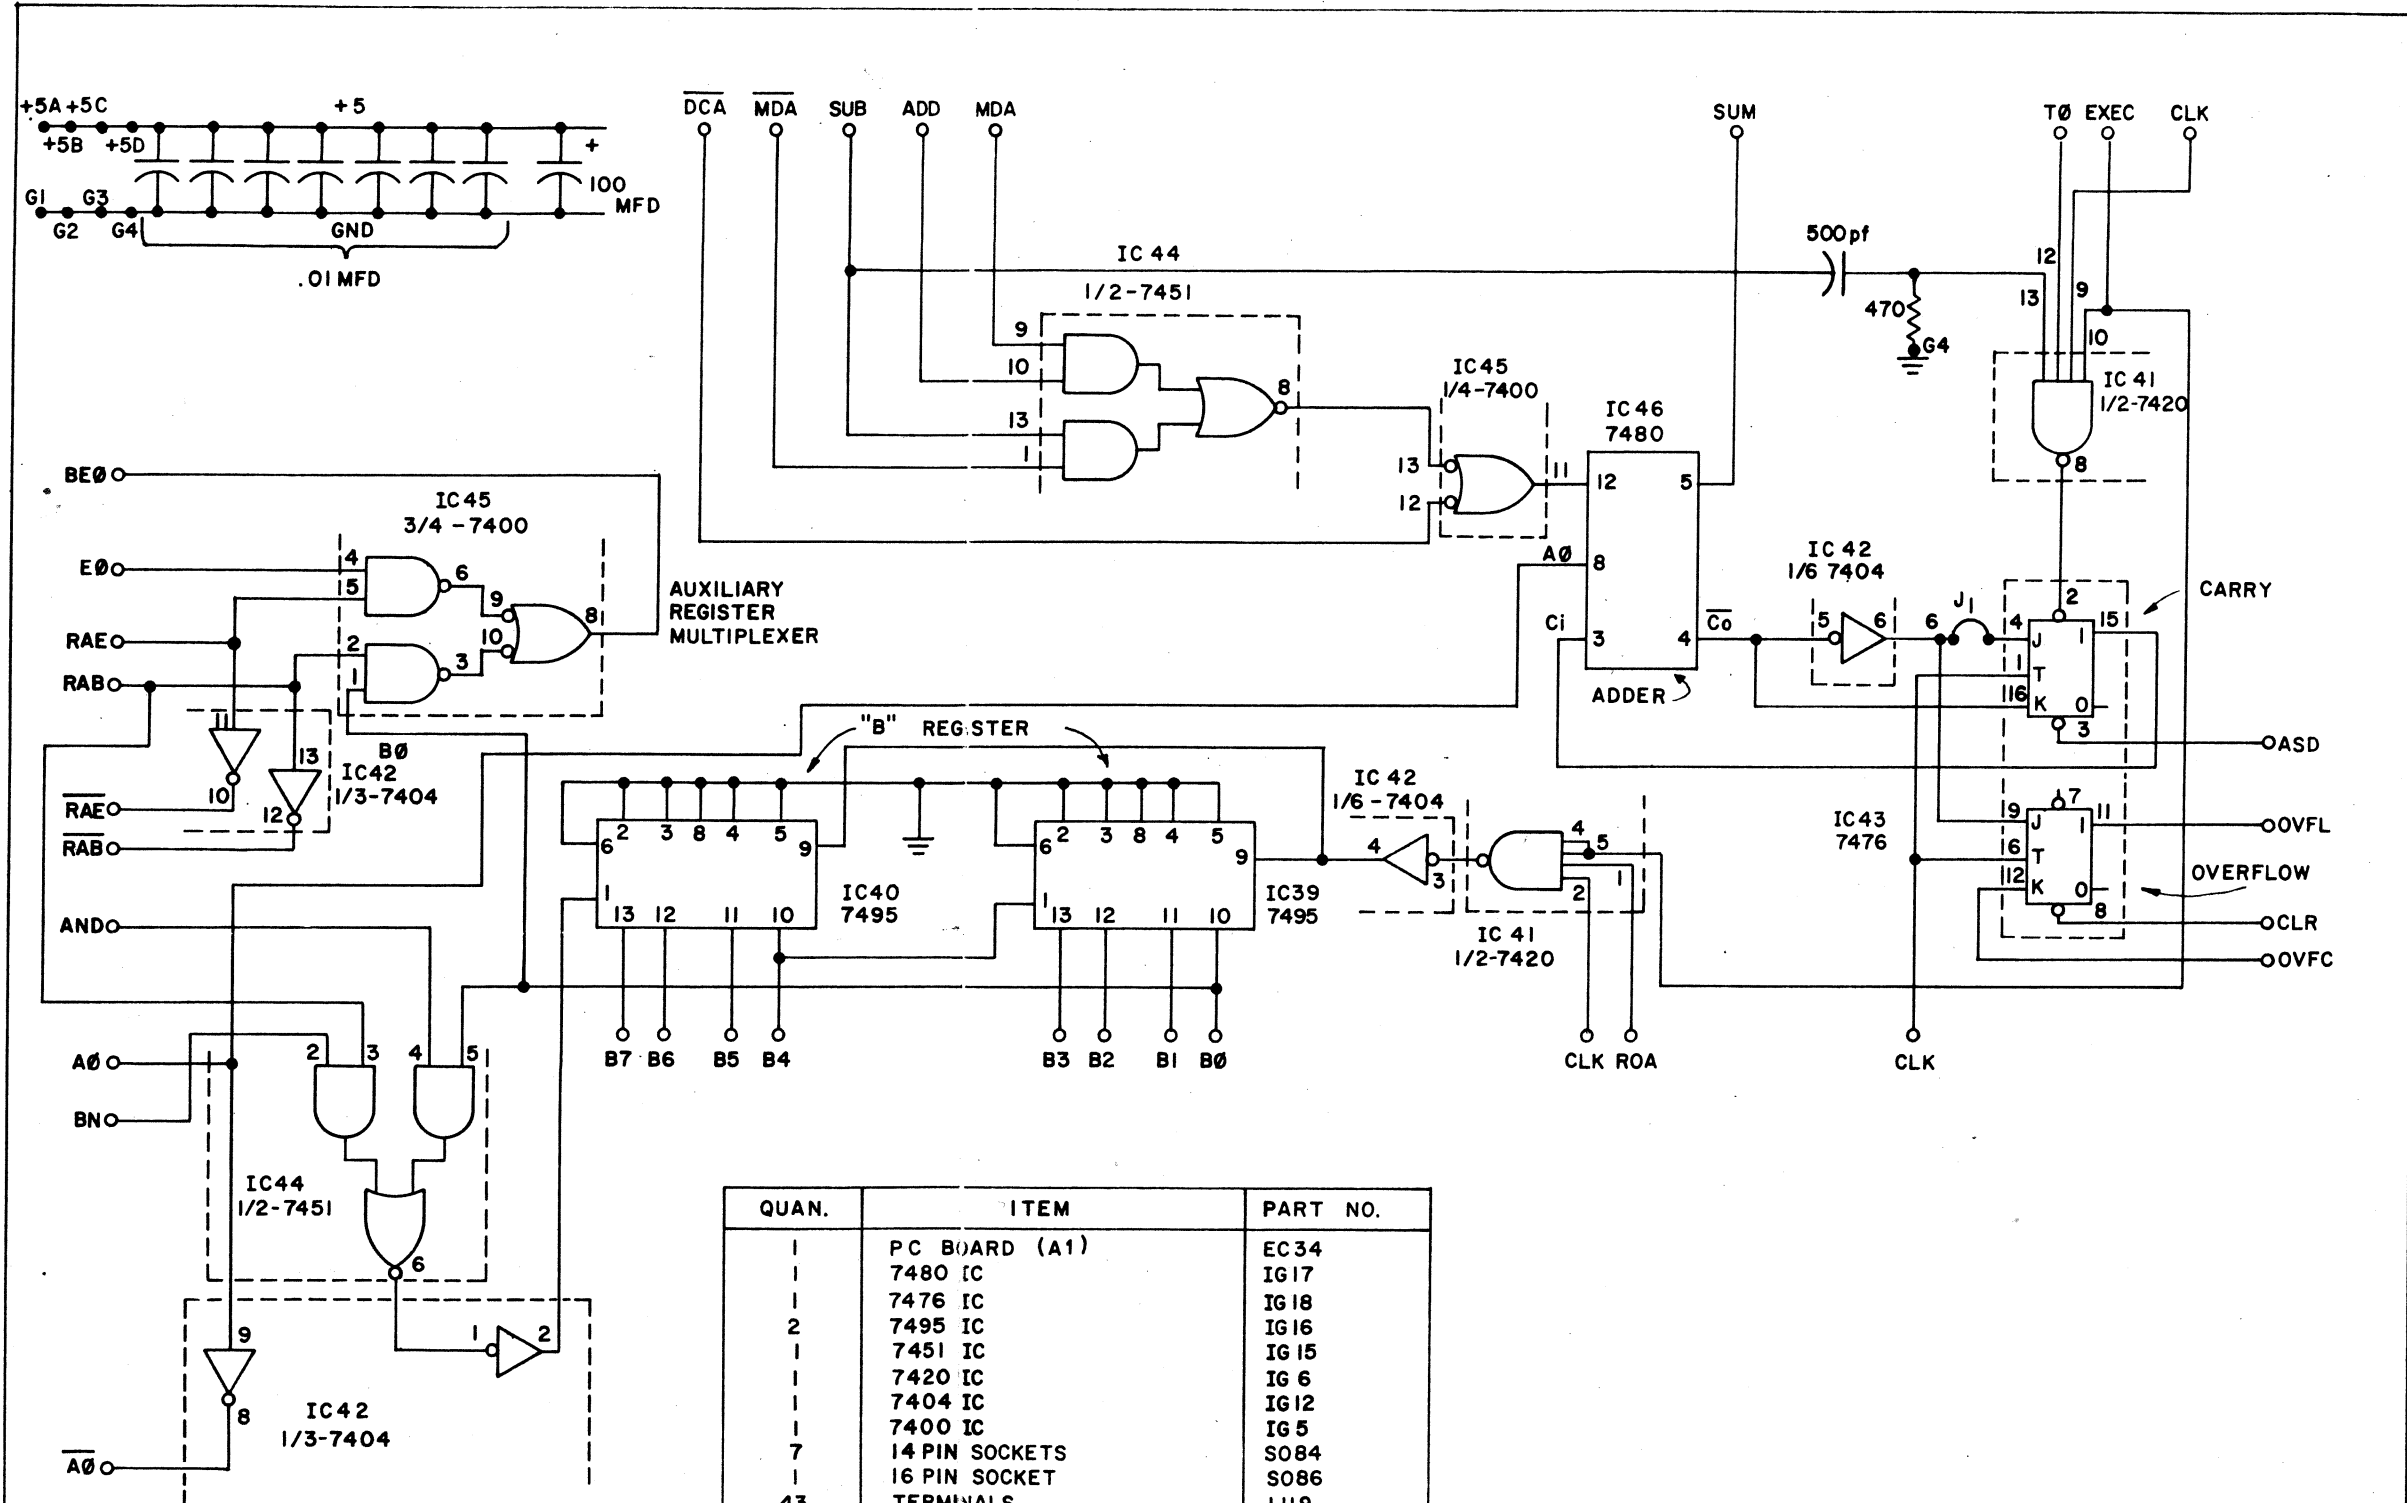 +5A +5C
+5
+5B +5D
100
MFD
G1 G3
G2 G4
GND
.01 MFD
D̅C̅A̅ M̅D̅A̅ SUB ADD MDA
SUM
TØ EXEC CLK
500pf
470
G4
12
13
9
10
IC 41
1/2-7420
8
IC 44
1/2-7451
9
10
13
1
8
IC45
1/4-7400
13
12
11
IC46
7480
12
5
AØ
8
Ci
3
4
C̅o̅
ADDER
IC 42
1/6 7404
5
6
6
J1
CARRY
2
4
J
1
15
1
T
16
K
O
3
ASD
7
9
J
1
11
6
T
12
K
O
8
IC43
7476
OVFL
OVERFLOW
CLR
OVFC
CLK
BEØ
IC45
3/4 -7400
EØ
4
5
6
9
8
10
2
1
3
RAE
RAB
AUXILIARY
REGISTER
MULTIPLEXER
11
BØ
13
IC42
1/3-7404
10
12
R̅A̅E̅
R̅A̅B̅
"B" REGISTER
2 3 8 4 5
6
9
1
13 12 11 10
IC40
7495
2 3 8 4 5
6
9
1
13 12 11 10
IC39
7495
IC 42
1/6 -7404
4
3
4
5
1
2
IC 41
1/2-7420
B7 B6 B5 B4
B3 B2 B1 BØ
CLK ROA
AND
AØ
BN
2
3
4
5
IC44
1/2-7451
6
9
1
2
8
IC42
1/3-7404
A̅Ø̅
QUAN. ITEM PART NO.
1 PC BOARD (A1) EC34
1 7480 IC IG17
1 7476 IC IG18
2 7495 IC IG16
1 7451 IC IG15
1 7420 IC IG6
1 7404 IC IG12
1 7400 IC IG5
7 14 PIN SOCKETS SO84
1 16 PIN SOCKET SO86
43 TERMINALS